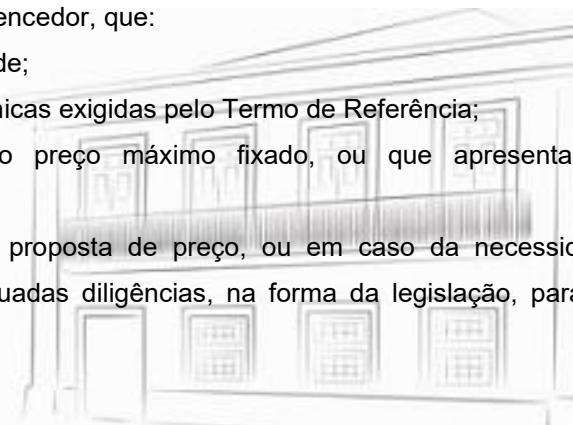 encedor, que:
de;
nicas exigidas pelo Termo de Referência;
o preço máximo fixado, ou que apresenta
proposta de preço, ou em caso da necessid
uadas diligências, na forma da legislação, para